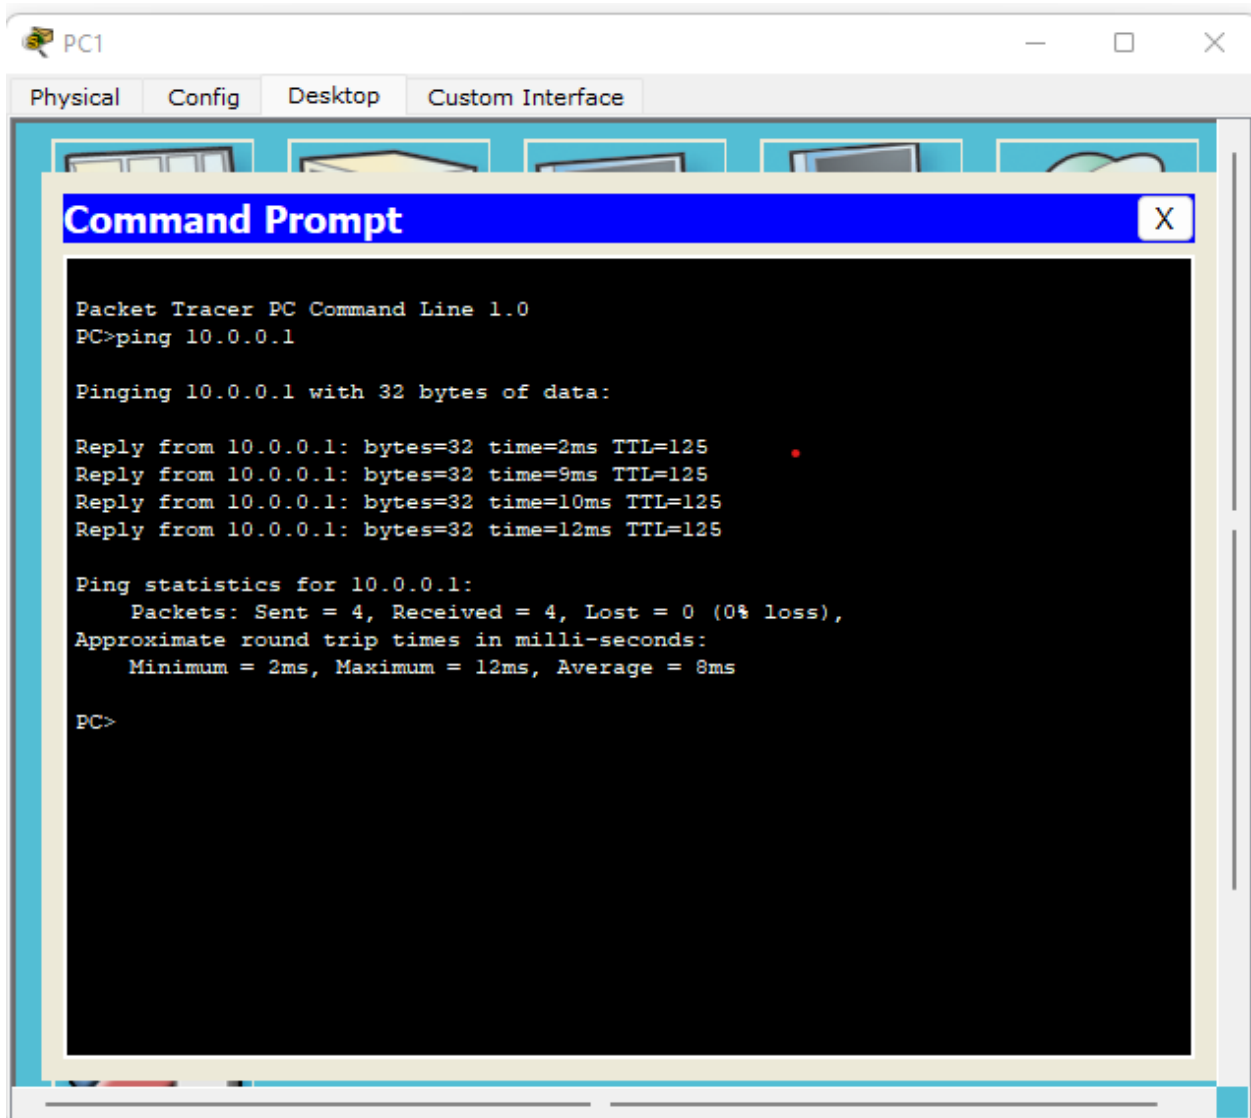 PC1
Physical Config Desktop Custom Interface
Command Prompt X
Packet Tracer PC Command Line 1.0
PC>ping 10.0.0.1
Pinging 10.0.0.1 with 32 bytes of data:
Reply from 10.0.0.1: bytes=32 time=2ms TTL=125
Reply from 10.0.0.1: bytes=32 time=9ms TTL=125
Reply from 10.0.0.1: bytes=32 time=10ms TTL=125
Reply from 10.0.0.1: bytes=32 time=12ms TTL=125
Ping statistics for 10.0.0.1:
Packets: Sent = 4, Received = 4, Lost = 0 (0% loss),
Approximate round trip times in milli-seconds:
Minimum = 2ms, Maximum = 12ms, Average = 8ms
PC>